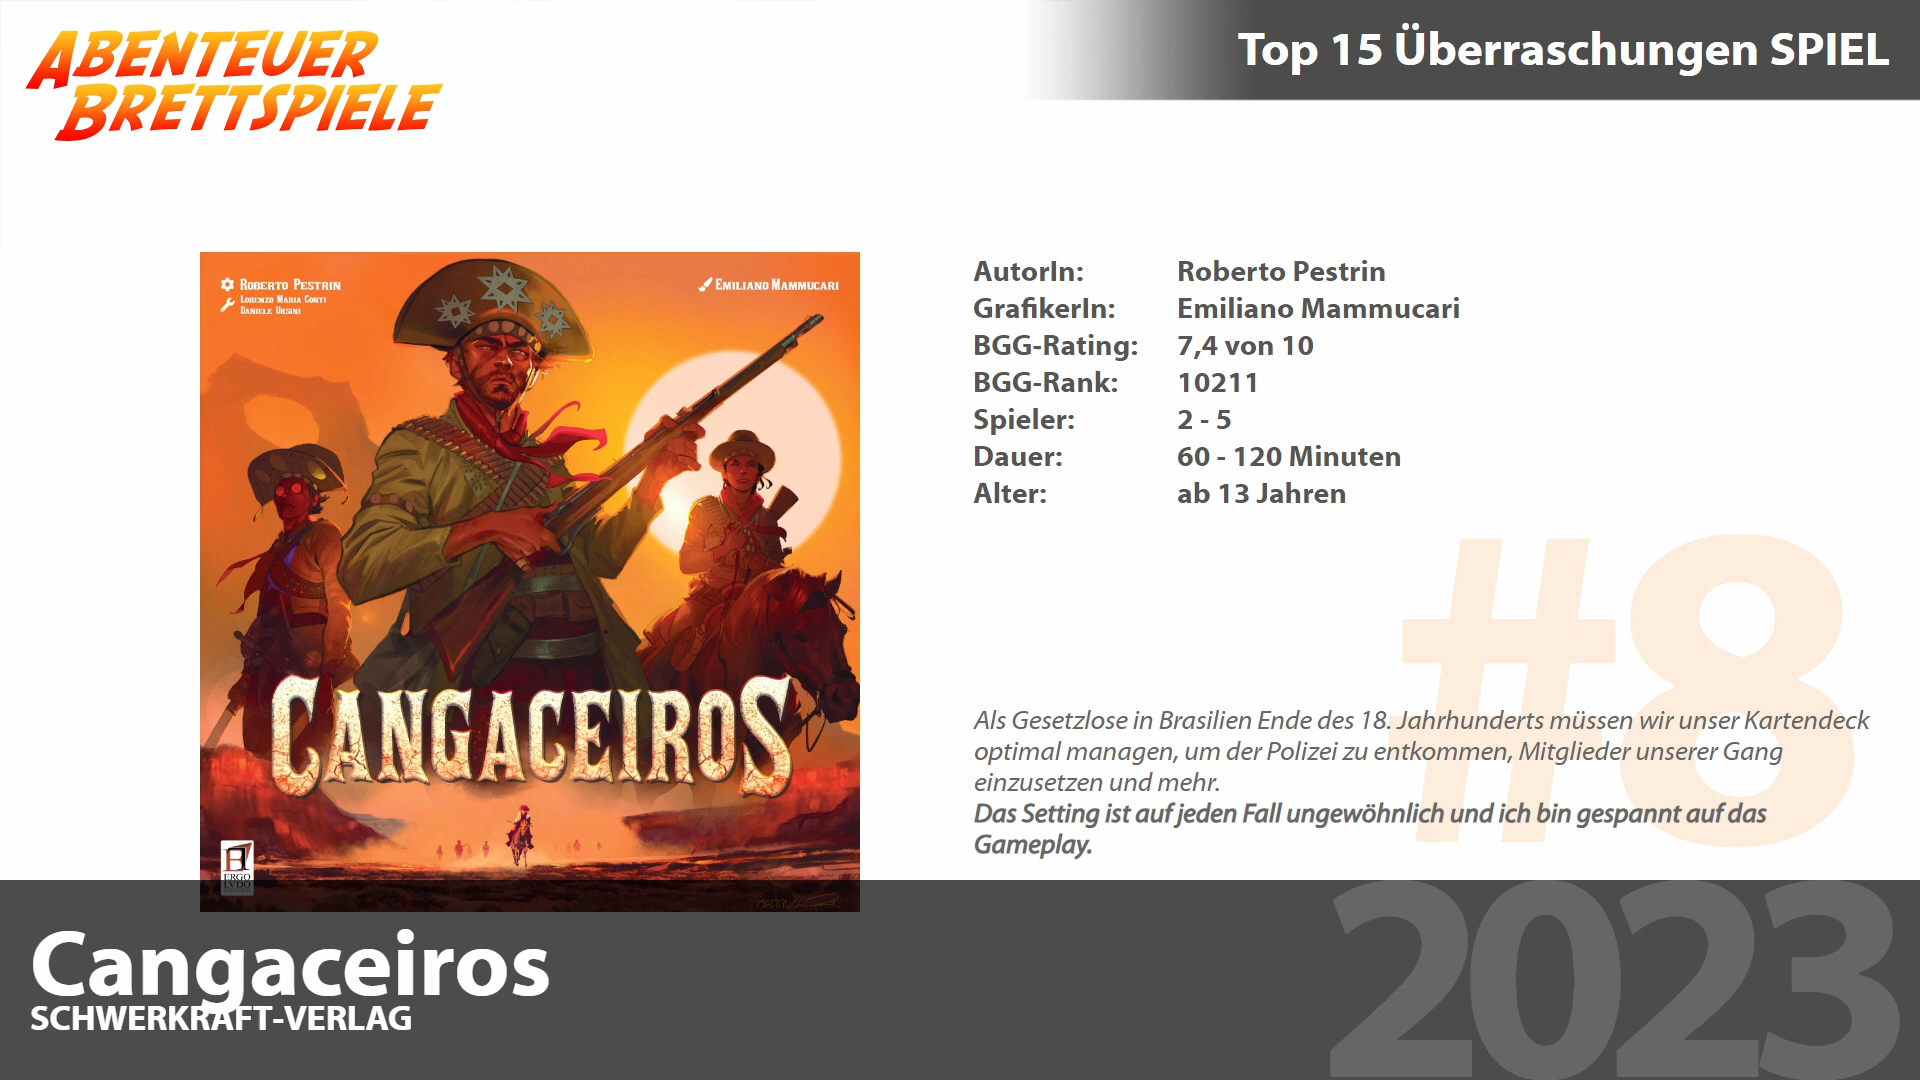 ABENTEUER
BRETTSPIELE
Top 15 Überraschungen SPIEL
ROBERTO PESTRIN
LORENZO MARIA CONTI
DANIELE URSINI
EMILIANO MAMMUCARI
CANGACEIROS
ERGO
LVDO
AutorIn: Roberto Pestrin
GrafikerIn: Emiliano Mammucari
BGG-Rating: 7,4 von 10
BGG-Rank: 10211
Spieler: 2 - 5
Dauer: 60 - 120 Minuten
Alter: ab 13 Jahren
#8
Als Gesetzlose in Brasilien Ende des 18. Jahrhunderts müssen wir unser Kartendeck
optimal managen, um der Polizei zu entkommen, Mitglieder unserer Gang
einzusetzen und mehr.
Das Setting ist auf jeden Fall ungewöhnlich und ich bin gespannt auf das
Gameplay.
Cangaceiros
SCHWERKRAFT-VERLAG
2023